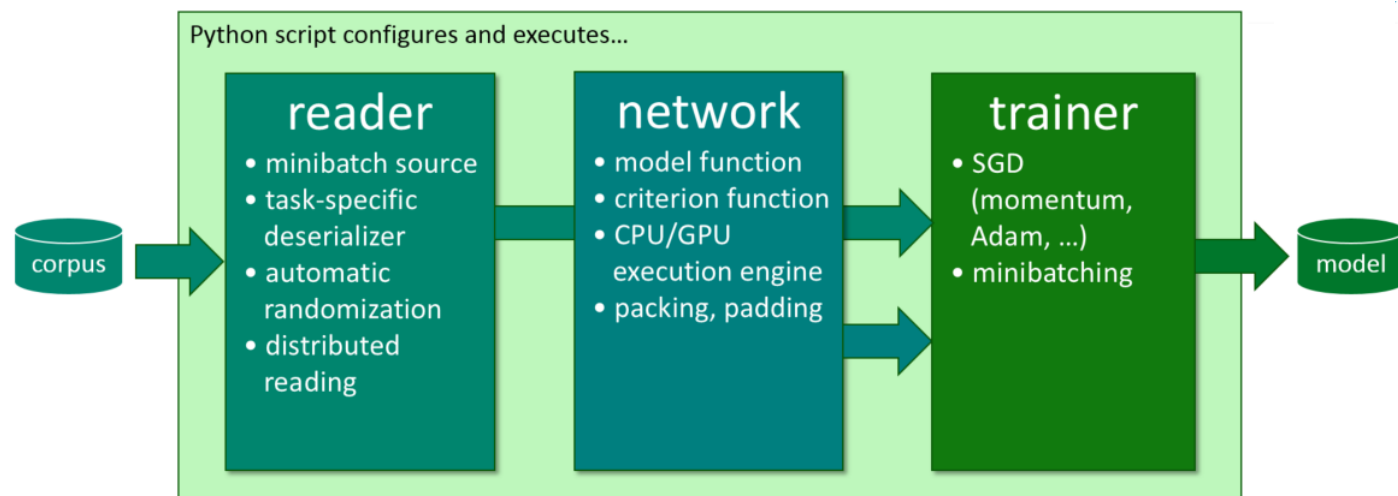 Python script configures and executes…
corpus
reader
• minibatch source
• task-specific
deserializer
• automatic
randomization
• distributed
reading
network
• model function
• criterion function
• CPU/GPU
execution engine
• packing, padding
trainer
• SGD
(momentum,
Adam, …)
• minibatching
model